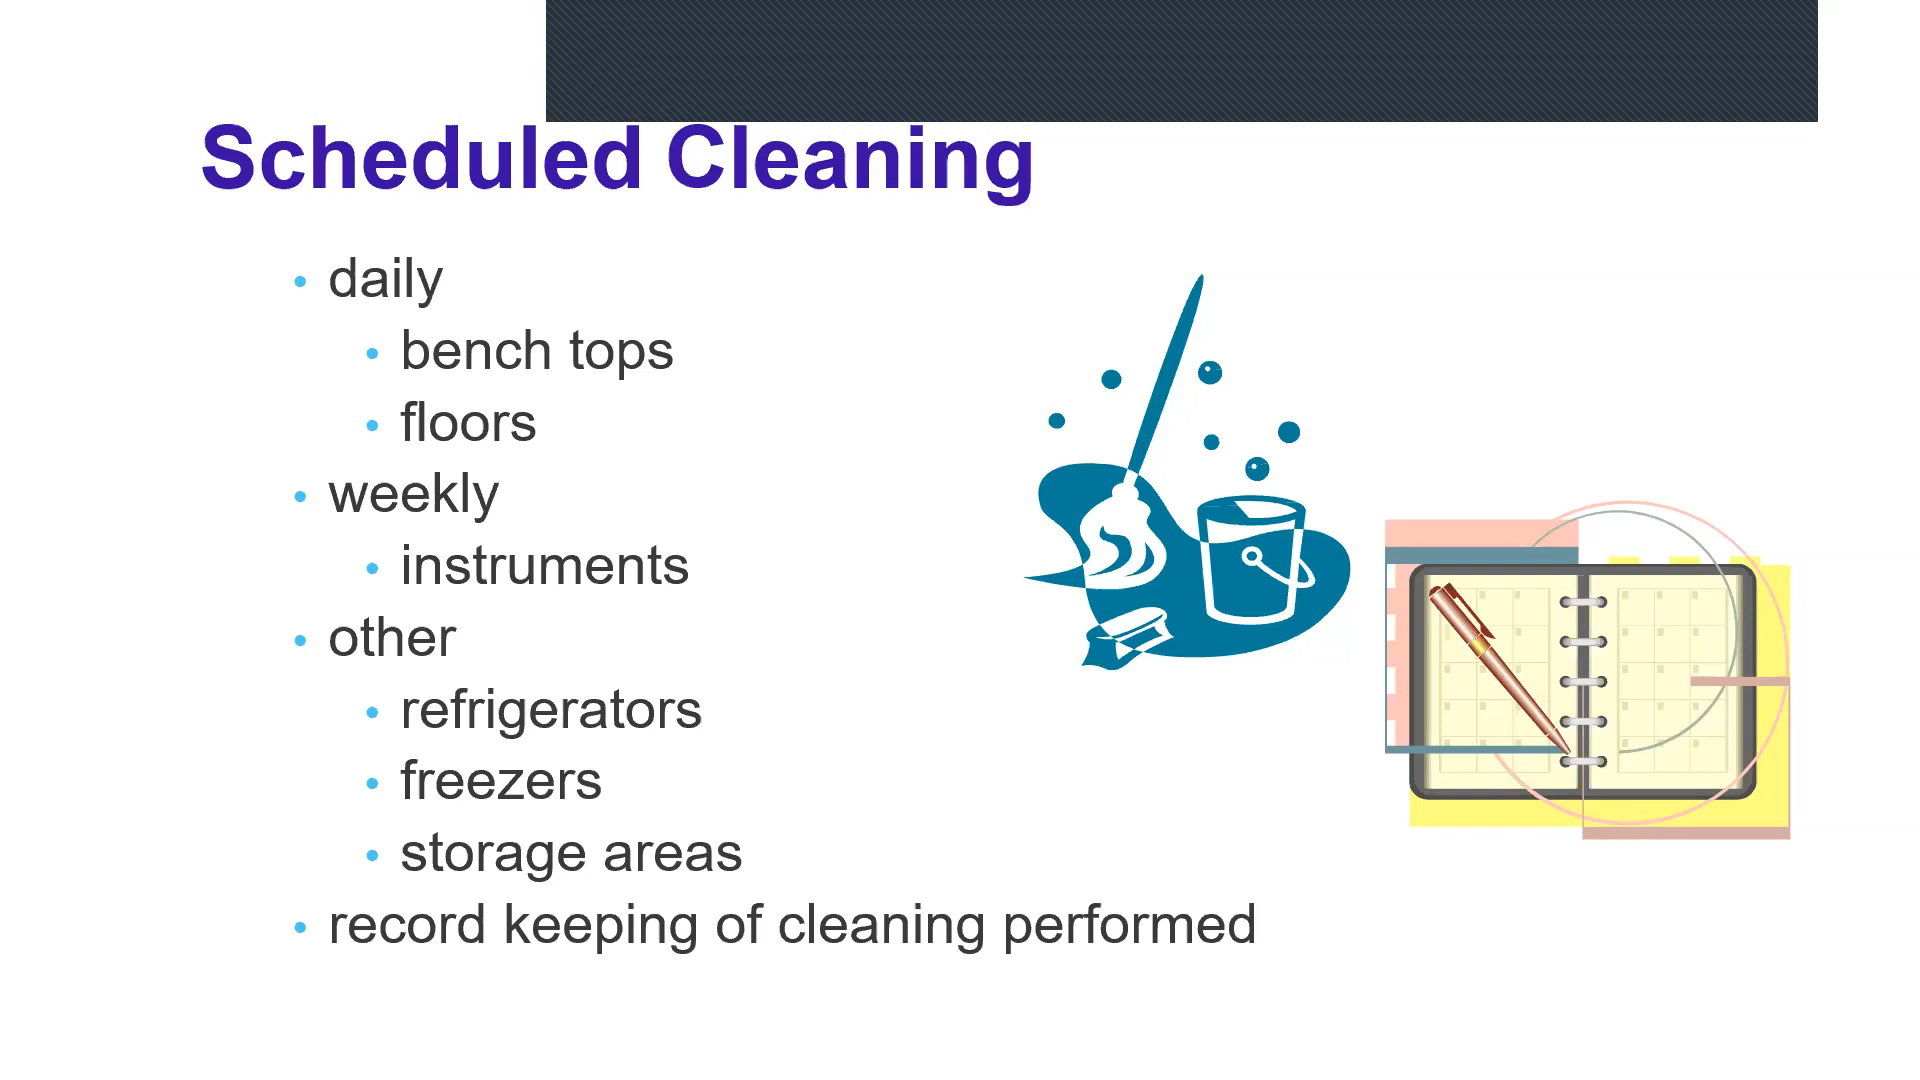 Scheduled Cleaning
• daily
• bench tops
• floors
• weekly
• instruments
• other
• refrigerators
• freezers
• storage areas
• record keeping of cleaning performed